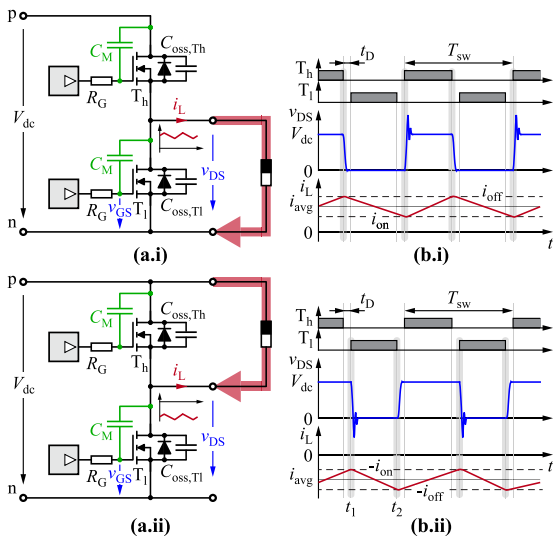 p
C_M
C_oss,Th
R_G
T_h
V_dc
i_L
C_M
v_DS
R_G
v_GS
T_l
C_oss,Tl
n
(a.i)
t_D
T_sw
T_h
T_l
v_DS
V_dc
0
i_L
i_avg
i_off
i_on
t
(b.i)
p
C_M
C_oss,Th
R_G
T_h
V_dc
i_L
C_M
v_DS
R_G
v_GS
T_l
C_oss,Tl
n
(a.ii)
t_D
T_sw
T_h
T_l
v_DS
V_dc
0
i_L
t
i_avg
-i_on
-i_off
t_1
t_2
(b.ii)